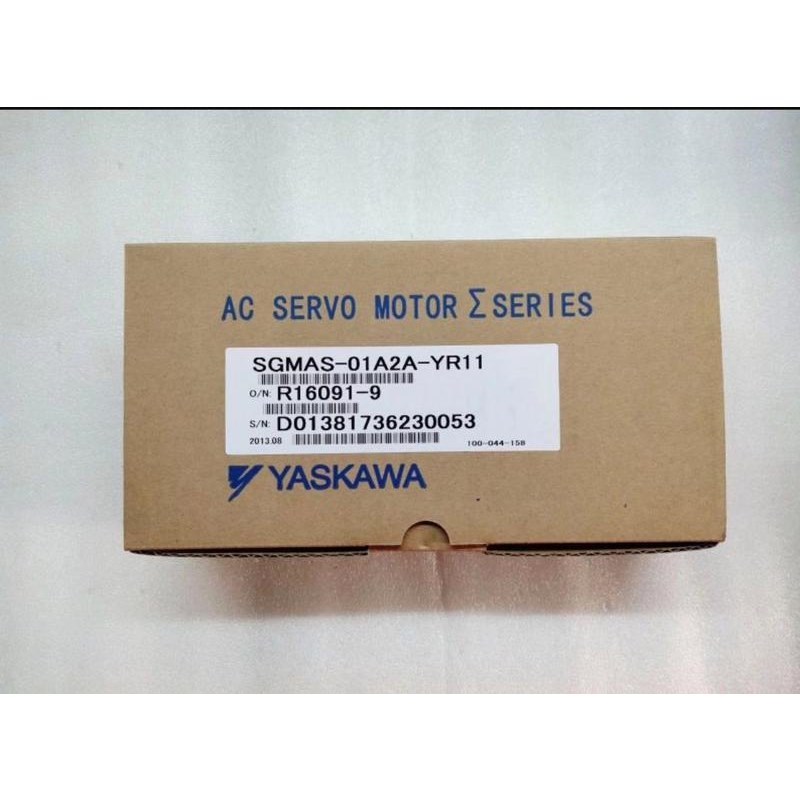 AC SERVO MOTOR Σ SERIES
SGMAS-01A2A-YR11
O/N: R16091-9
S/N: D01381736230053
2013.08 100-044-158
YASKAWA